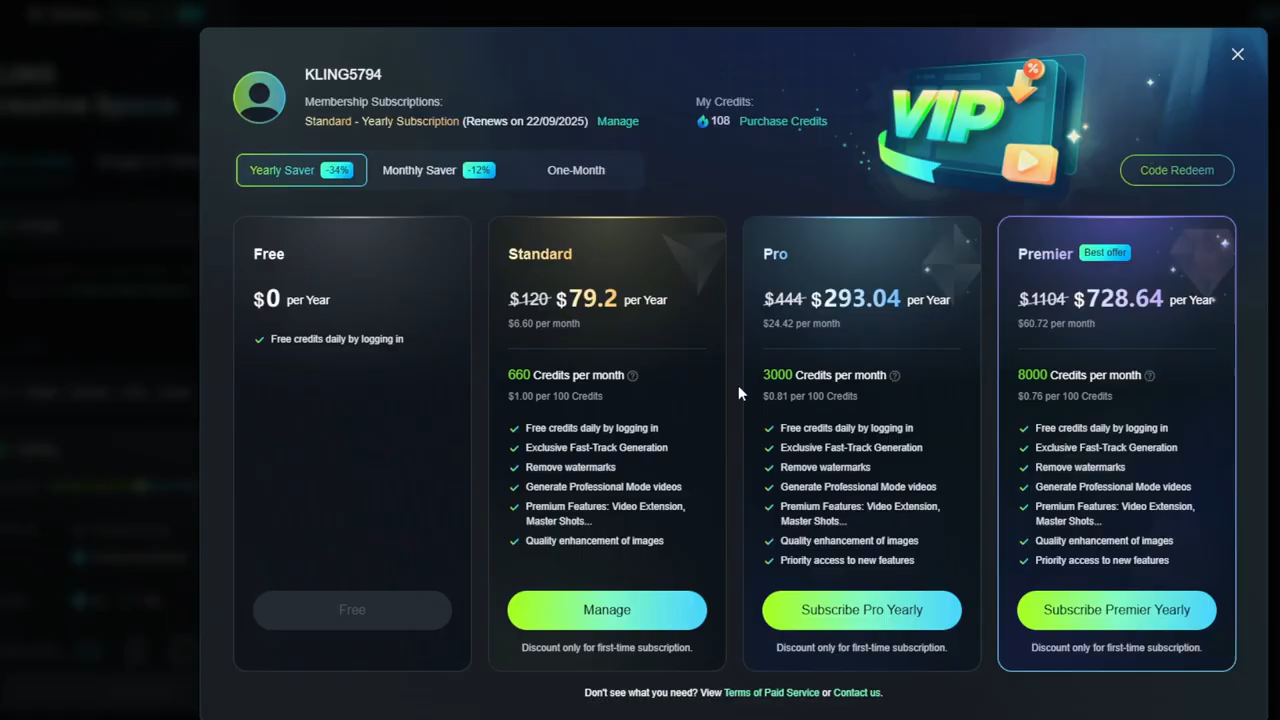 KLING5794
Membership Subscriptions:
Standard - Yearly Subscription (Renews on 22/09/2025) Manage
My Credits:
108 Purchase Credits
VIP
%
Yearly Saver -34%
Monthly Saver -12%
One-Month
Code Redeem
Free
$0 per Year
Free credits daily by logging in
Free
Standard
$120 $79.2 per Year
$6.60 per month
660 Credits per month ?
$1.00 per 100 Credits
Free credits daily by logging in
Exclusive Fast-Track Generation
Remove watermarks
Generate Professional Mode videos
Premium Features: Video Extension,
Master Shots...
Quality enhancement of images
Manage
Discount only for first-time subscription.
Pro
$444 $293.04 per Year
$24.42 per month
3000 Credits per month ?
$0.81 per 100 Credits
Free credits daily by logging in
Exclusive Fast-Track Generation
Remove watermarks
Generate Professional Mode videos
Premium Features: Video Extension,
Master Shots...
Quality enhancement of images
Priority access to new features
Subscribe Pro Yearly
Discount only for first-time subscription.
Premier Best offer
$1104 $728.64 per Year
$60.72 per month
8000 Credits per month ?
$0.76 per 100 Credits
Free credits daily by logging in
Exclusive Fast-Track Generation
Remove watermarks
Generate Professional Mode videos
Premium Features: Video Extension,
Master Shots...
Quality enhancement of images
Priority access to new features
Subscribe Premier Yearly
Discount only for first-time subscription.
Don't see what you need? View Terms of Paid Service or Contact us.